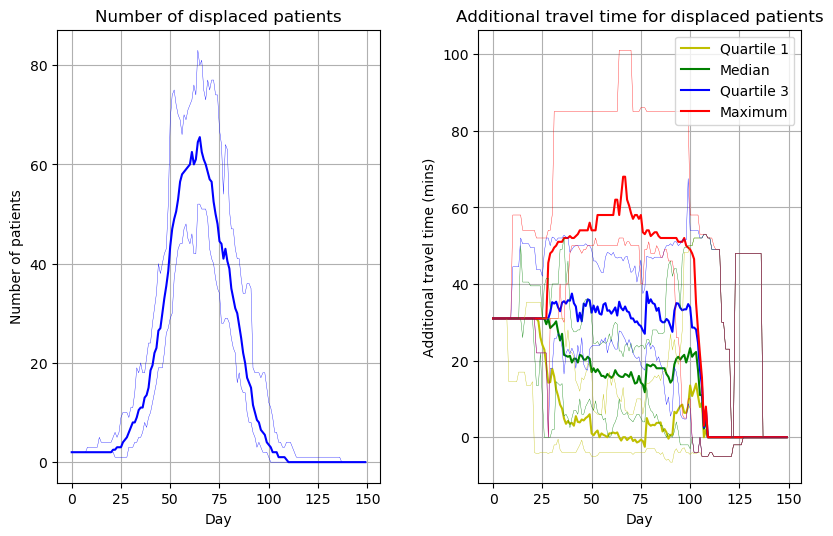 Number of displaced patients
Number of patients
80
60
40
20
0
0 25 50 75 100 125 150
Day
Additional travel time for displaced patients
Additional travel time (mins)
100
80
60
40
20
0
0 25 50 75 100 125 150
Day
Quartile 1
Median
Quartile 3
Maximum